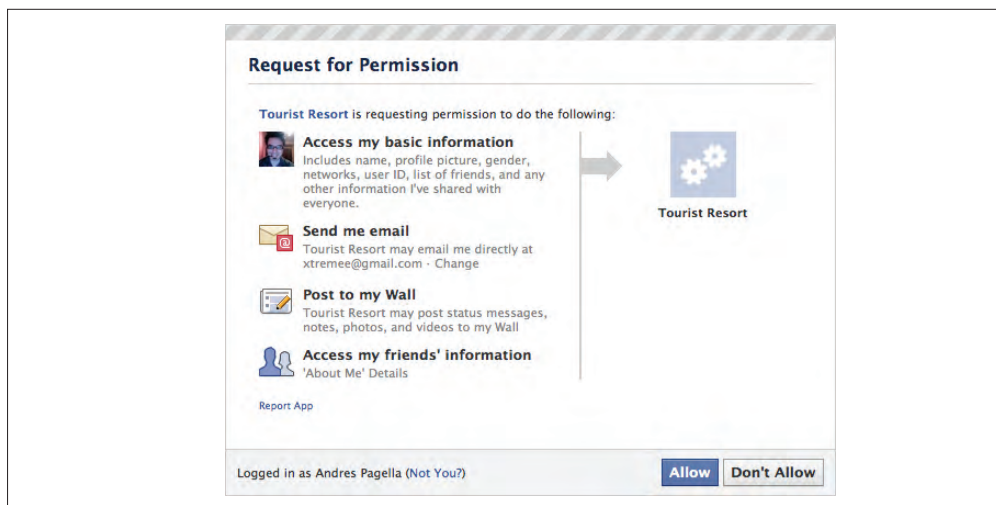 Request for Permission
Tourist Resort is requesting permission to do the following:
Access my basic information
Includes name, profile picture, gender,
networks, user ID, list of friends, and any
other information I've shared with
everyone.
Tourist Resort
Send me email
Tourist Resort may email me directly at
xtremee@gmail.com · Change
Post to my Wall
Tourist Resort may post status messages,
notes, photos, and videos to my Wall
Access my friends' information
'About Me' Details
Report App
Logged in as Andres Pagella (Not You?)
Allow
Don't Allow